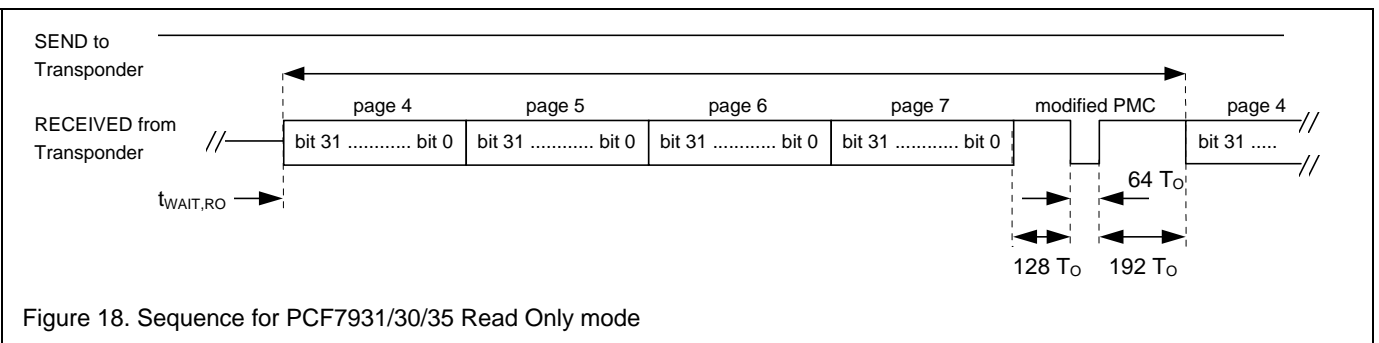 SEND to
Transponder
page 4 page 5 page 6 page 7 modified PMC page 4
RECEIVED from
Transponder
// bit 31 ............ bit 0 bit 31 ............ bit 0 bit 31 ............ bit 0 bit 31 ............ bit 0 bit 31 ..... // //
tWAIT,RO
64 TO
128 TO 192 TO
Figure 18. Sequence for PCF7931/30/35 Read Only mode